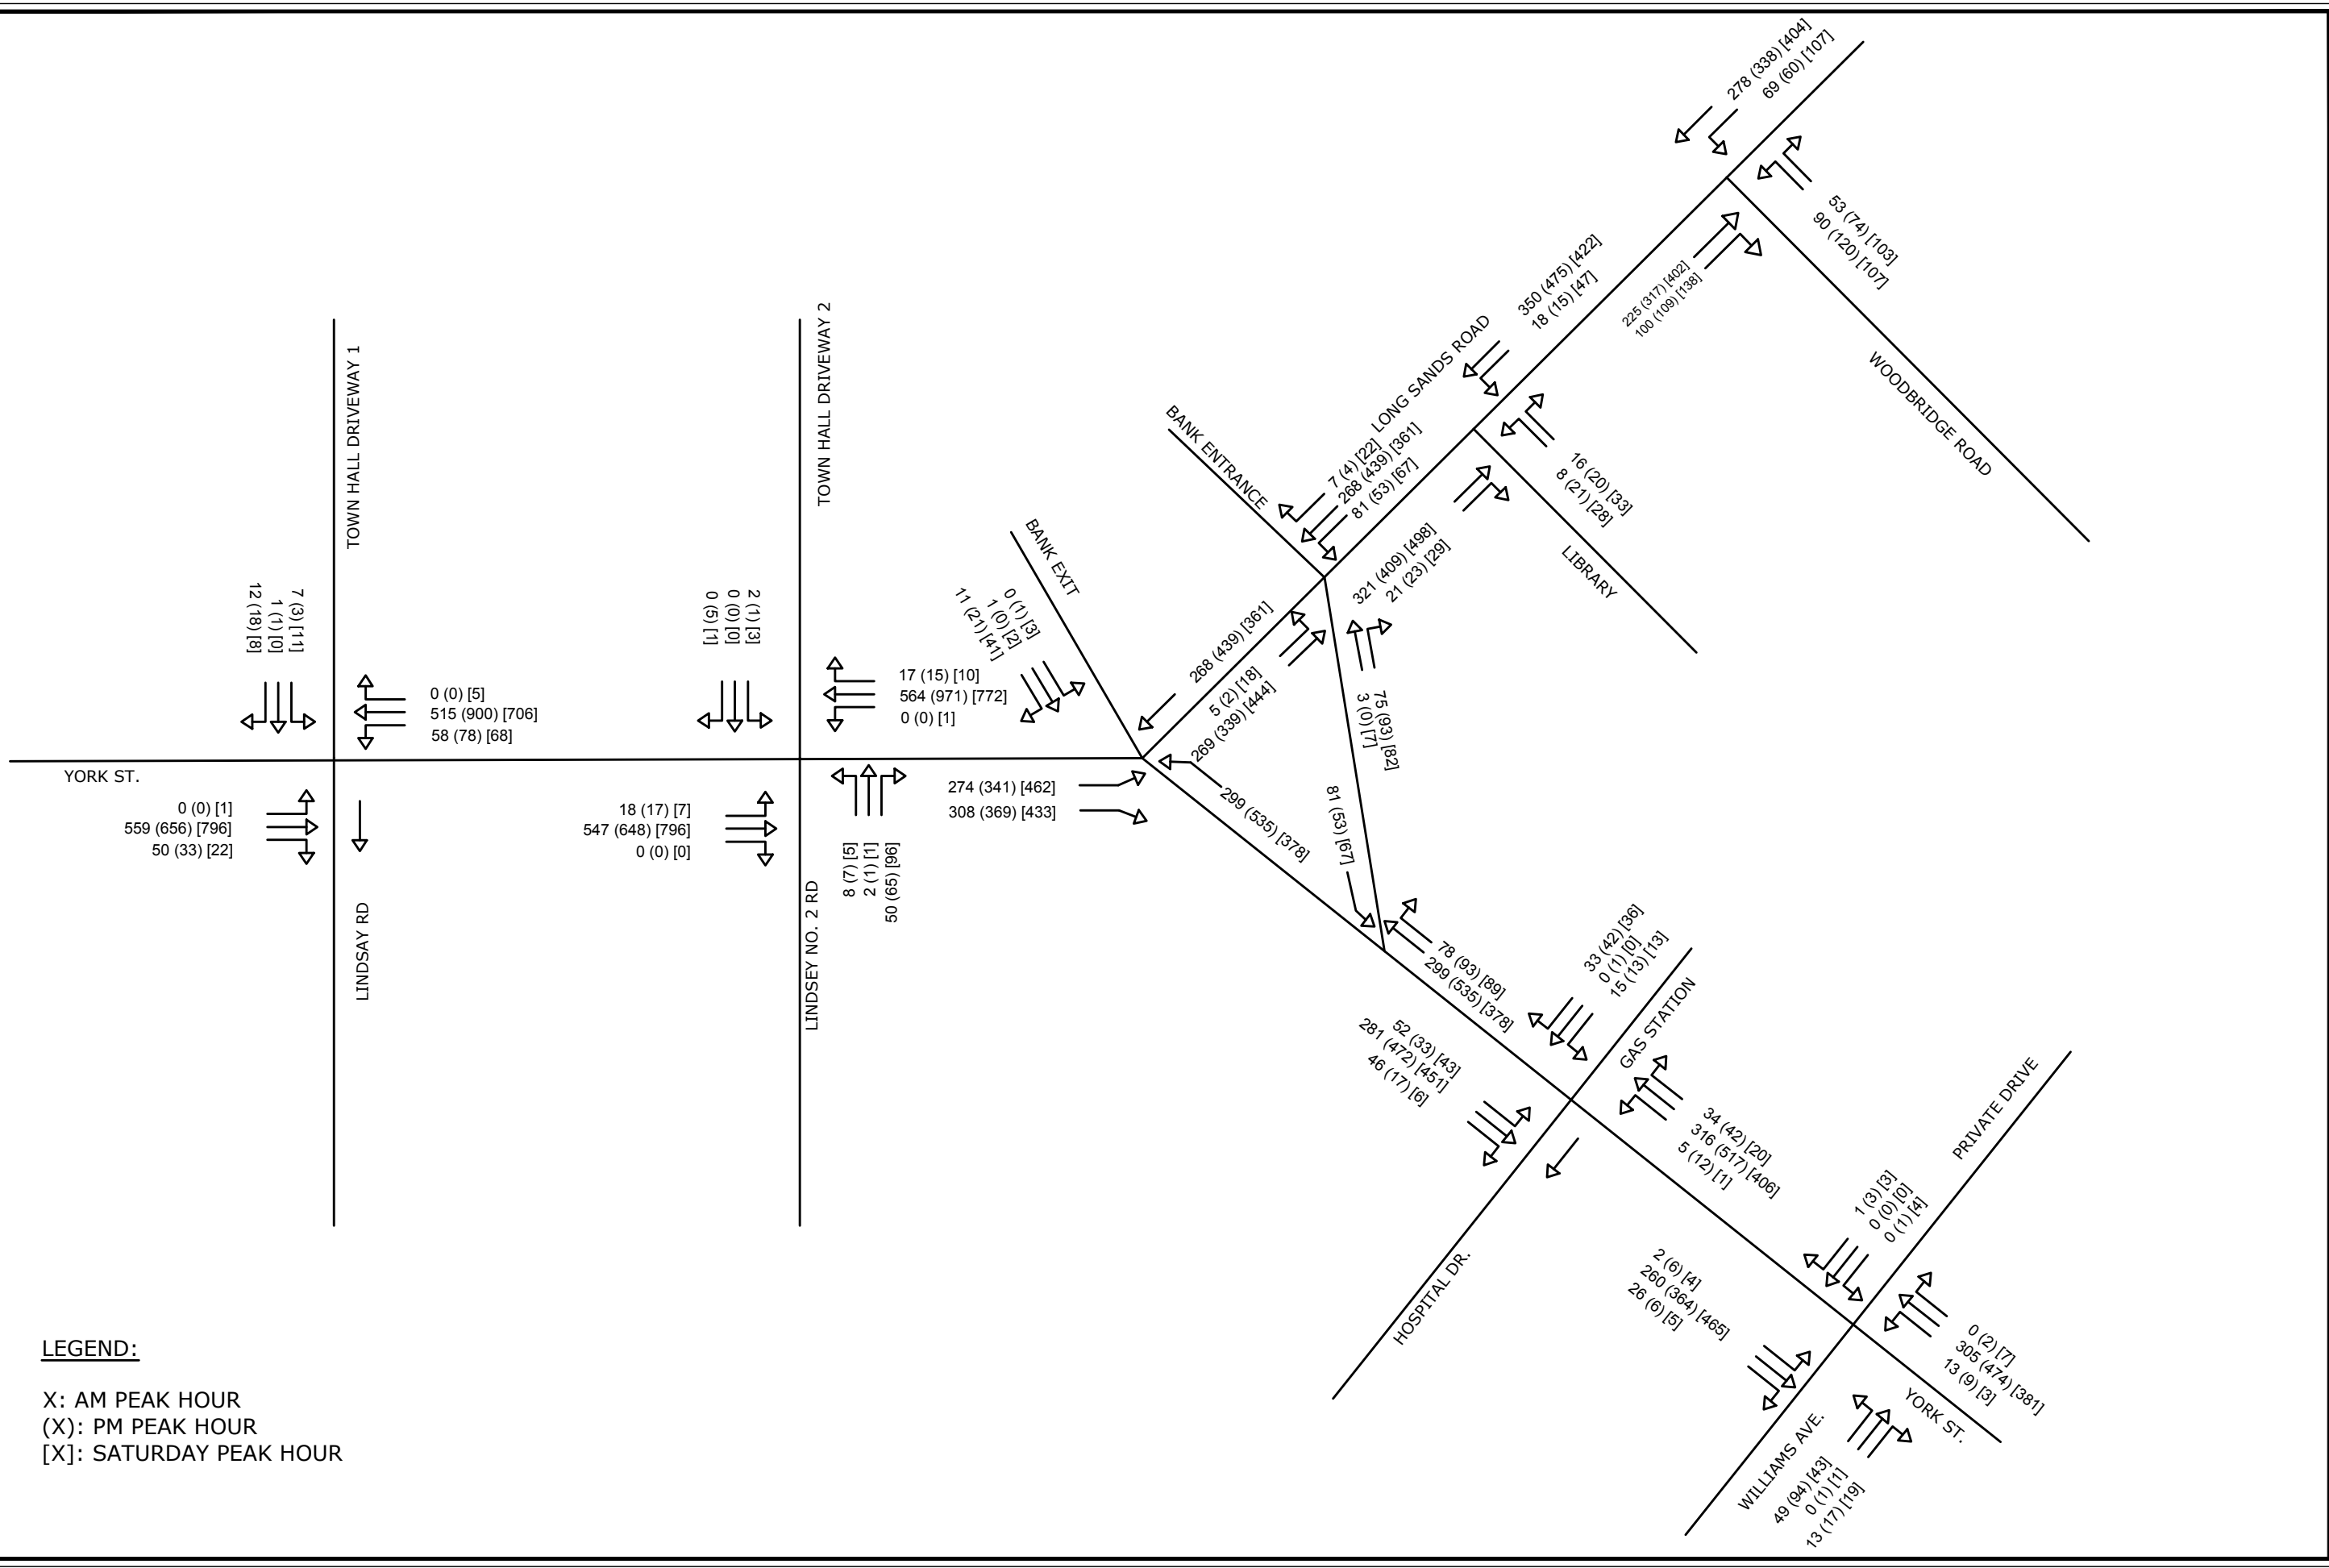 278 (338) [404]
69 (60) [107]
53 (74) [103]
90 (120) [107]
225 (317) [402]
100 (109) [138]
WOODBRIDGE ROAD
350 (475) [422]
18 (15) [47]
LONG SANDS ROAD
16 (20) [33]
8 (21) [28]
LIBRARY
321 (409) [498]
21 (23) [29]
BANK ENTRANCE
7 (4) [22]
268 (439) [361]
81 (53) [67]
TOWN HALL DRIVEWAY 1
TOWN HALL DRIVEWAY 2
BANK EXIT
7 (3) [11]
1 (1) [0]
12 (18) [8]
2 (1) [3]
0 (0) [0]
0 (5) [1]
0 (1) [3]
1 (0) [2]
11 (21) [41]
0 (0) [5]
515 (900) [706]
58 (78) [68]
17 (15) [10]
564 (971) [772]
0 (0) [1]
268 (439) [361]
5 (2) [18]
269 (339) [444]
75 (93) [82]
3 (0) [7]
YORK ST.
0 (0) [1]
559 (656) [796]
50 (33) [22]
18 (17) [7]
547 (648) [796]
0 (0) [0]
274 (341) [462]
308 (369) [433]
299 (535) [378]
81 (53) [67]
8 (7) [5]
2 (1) [1]
50 (65) [96]
LINDSAY RD
LINDSEY NO. 2 RD
78 (93) [89]
299 (535) [378]
33 (42) [36]
0 (1) [0]
15 (13) [13]
GAS STATION
52 (33) [43]
281 (472) [451]
46 (17) [6]
34 (42) [20]
316 (517) [406]
5 (12) [1]
HOSPITAL DR.
PRIVATE DRIVE
1 (3) [3]
0 (0) [0]
0 (1) [4]
2 (6) [4]
260 (364) [465]
26 (6) [5]
0 (2) [7]
305 (474) [381]
13 (9) [3]
YORK ST.
WILLIAMS AVE.
49 (94) [43]
0 (1) [1]
13 (17) [19]
LEGEND:
X: AM PEAK HOUR
(X): PM PEAK HOUR
[X]: SATURDAY PEAK HOUR